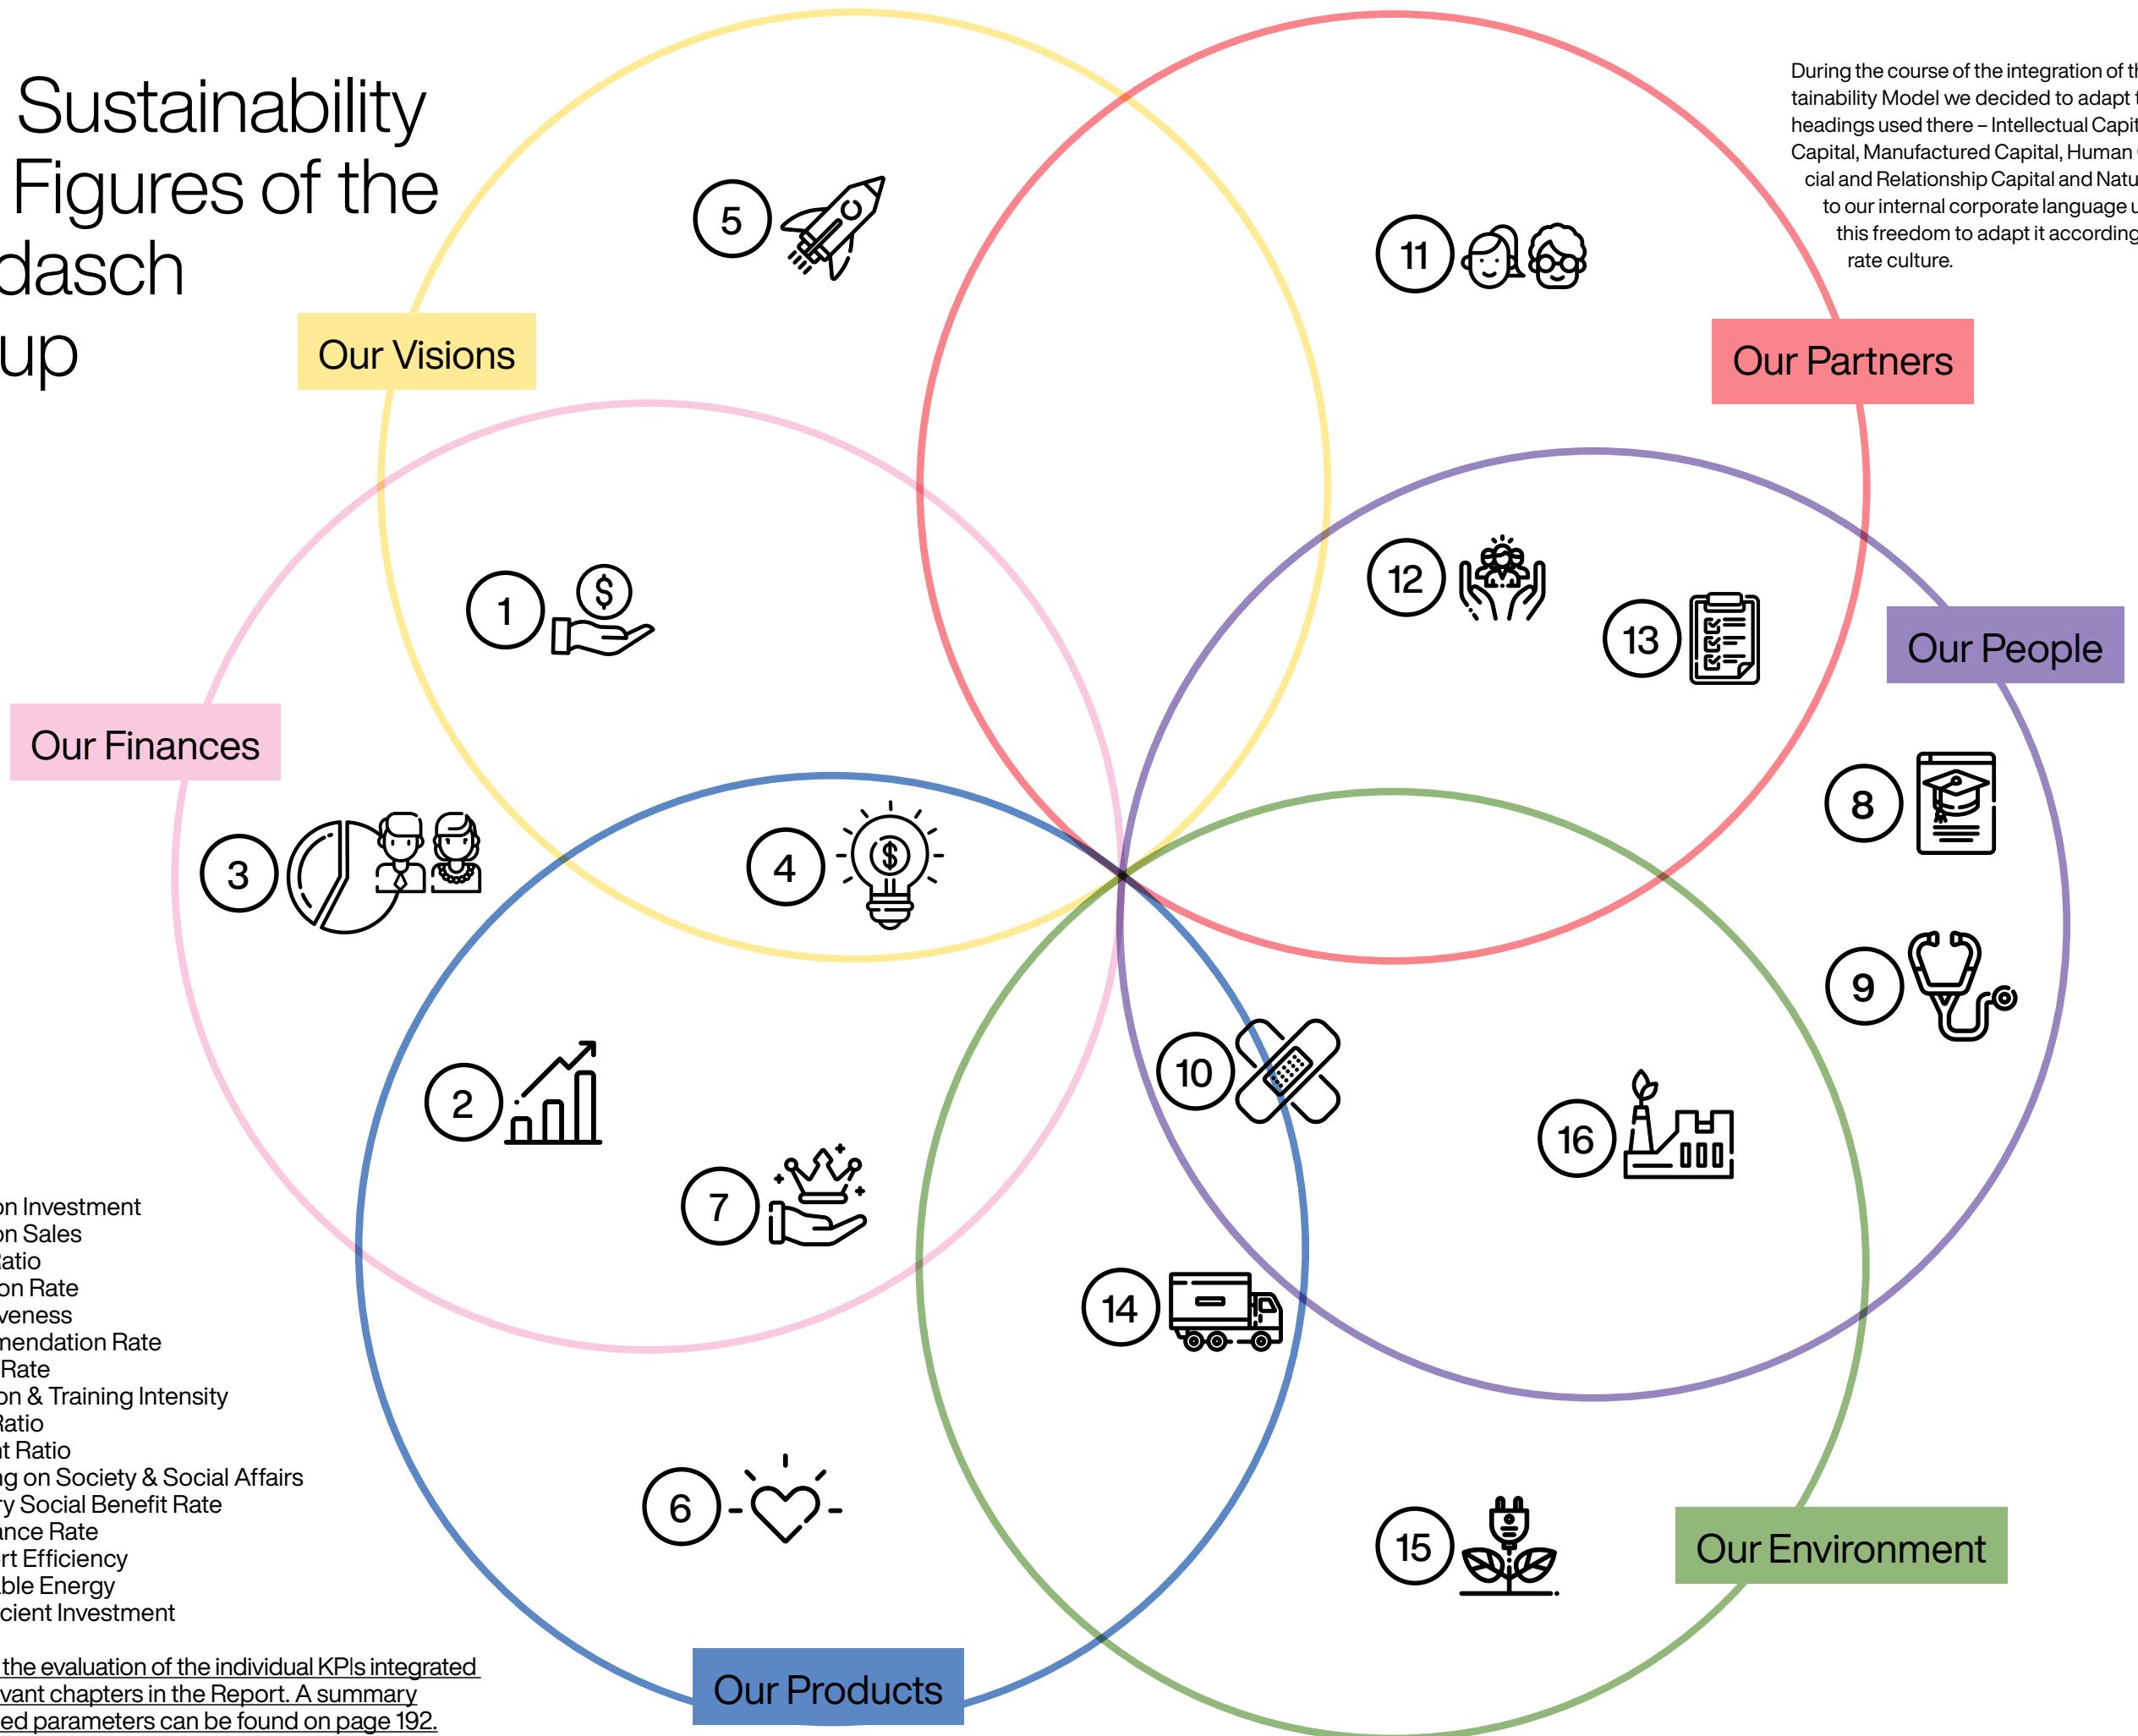 Sustainability
Figures of the
dasch
up
During the course of the integration of th
tainability Model we decided to adapt t
headings used there – Intellectual Capit
Capital, Manufactured Capital, Human
cial and Relationship Capital and Natu
to our internal corporate language u
this freedom to adapt it according
rate culture.
5
11
Our Visions
Our Partners
1
12
13
Our People
Our Finances
8
3
4
9
2
10
16
7
14
6
15
Our Environment
Our Products
on Investment
on Sales
Ratio
on Rate
veness
mendation Rate
Rate
on & Training Intensity
Ratio
nt Ratio
ng on Society & Social Affairs
ry Social Benefit Rate
ance Rate
rt Efficiency
ble Energy
cient Investment
the evaluation of the individual KPIs integrated
vant chapters in the Report. A summary
ed parameters can be found on page 192.